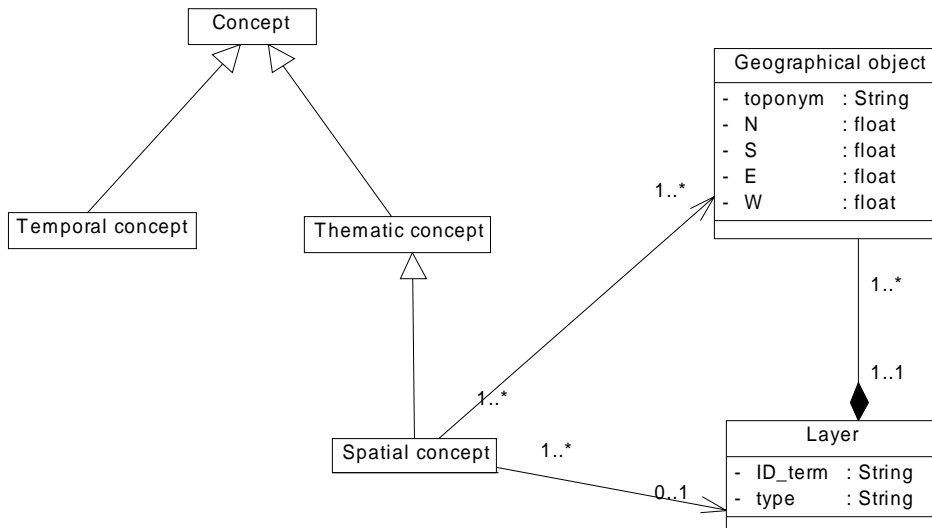 Concept
Geographical object
- toponym : String
- N : float
- S : float
- E : float
- W : float
1..*
Temporal concept
Thematic concept
1..*
1..1
1..*
Layer
Spatial concept
1..*
- ID_term : String
0..1
- type : String